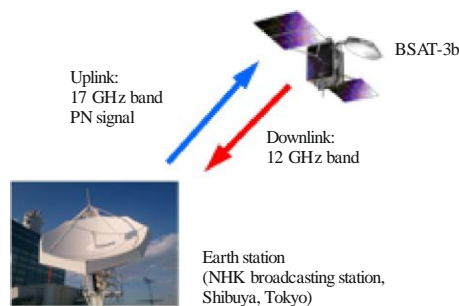 BSAT-3b
Uplink:
17 GHz band
PN signal
Downlink:
12 GHz band
Earth station
(NHK broadcasting station,
Shibuya, Tokyo)